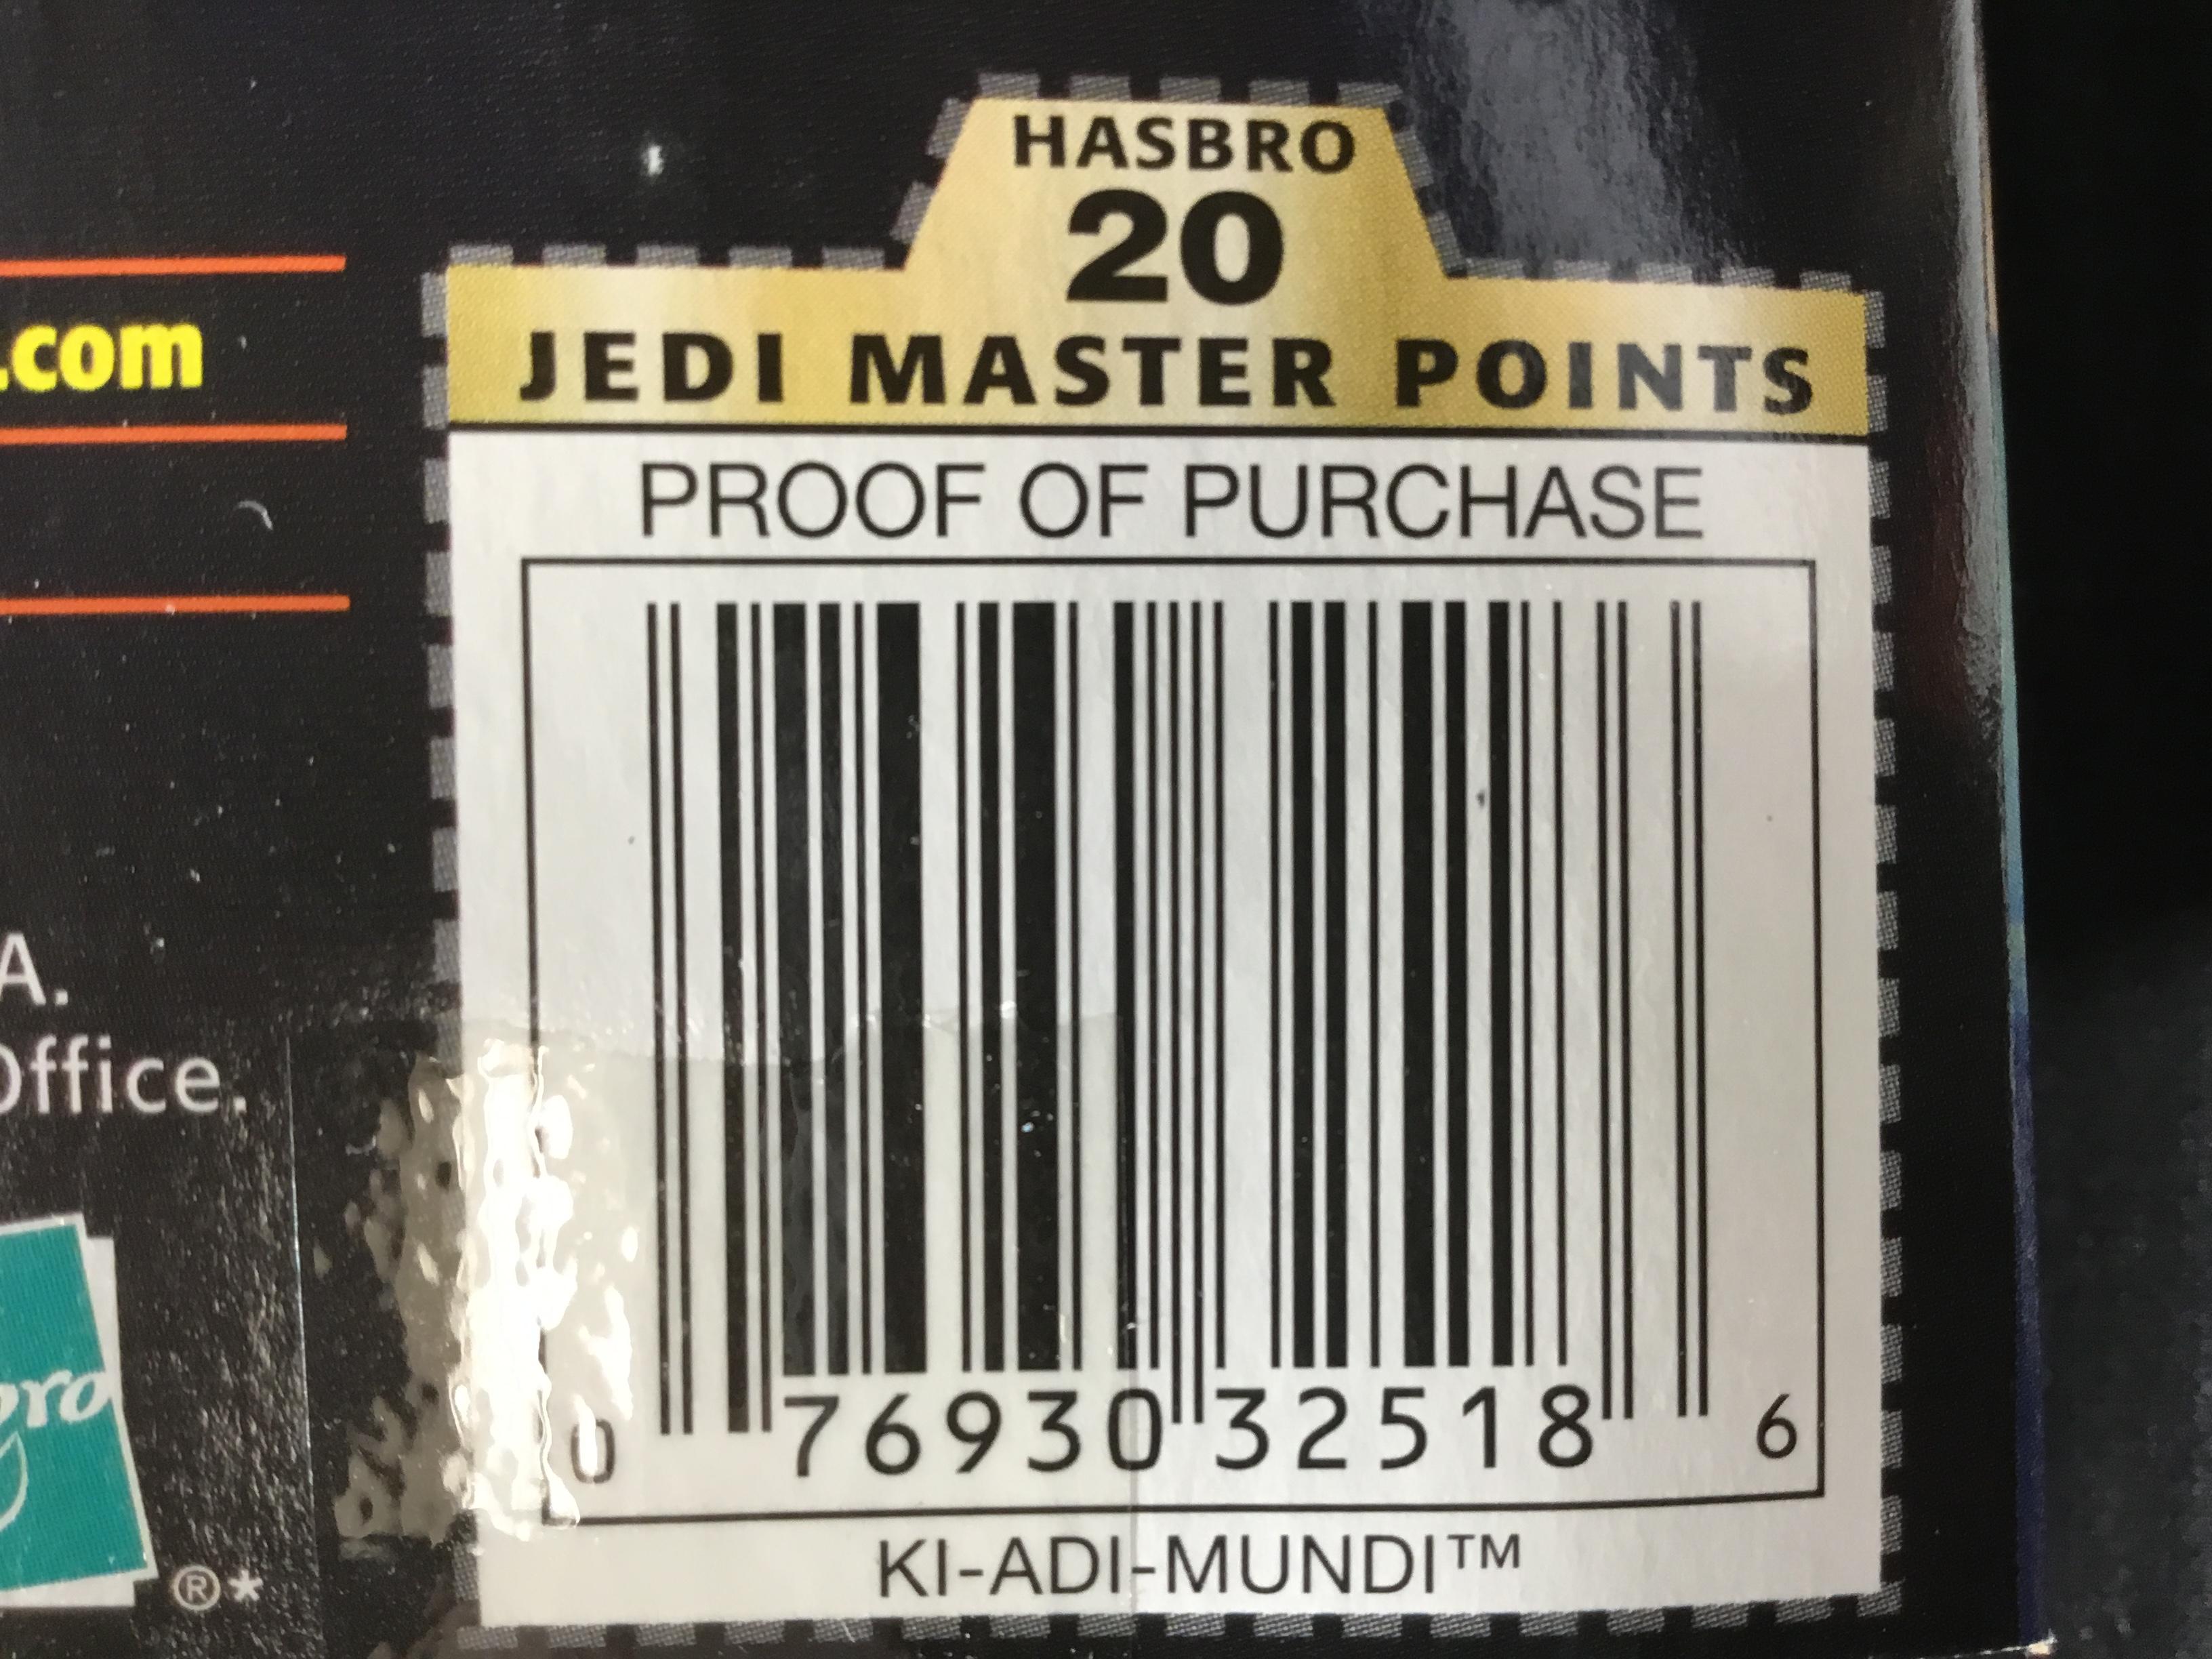 HASBRO
20
JEDI MASTER POINTS
.com
PROOF OF PURCHASE
A.
Office.
0 76930 32518 6
®*
KI-ADI-MUNDI™